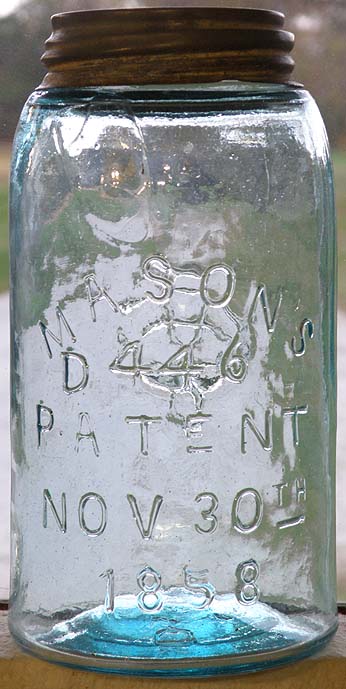 MASON'S
D 446
PATENT
NOV 30TH
1858